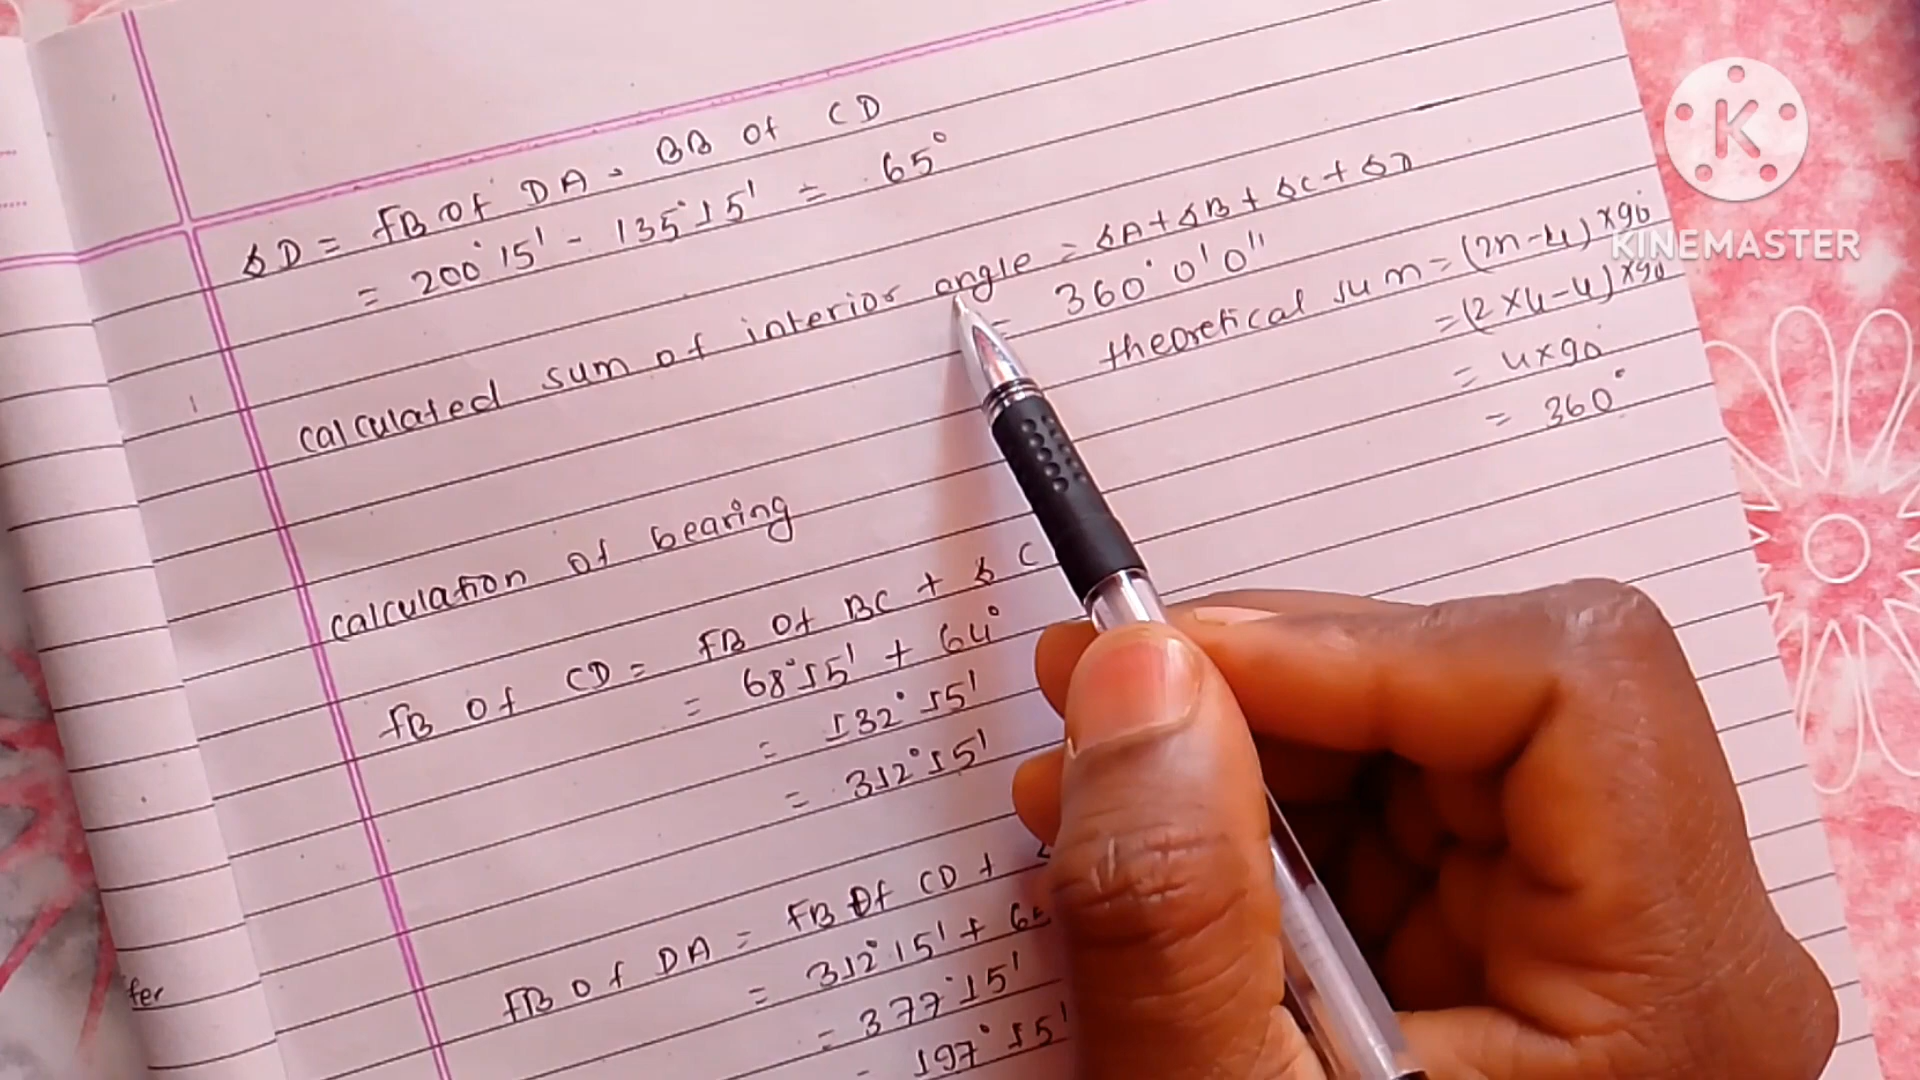 ∆D = FB of DA - BB of CD
= 200°15' - 135°15' = 65°
calculated sum of interior angle = ∆A + ∆B + ∆C + ∆D
= 360°0'0"
theoretical sum = (2n-4) × 90°
= (2×4-4) × 90
= 4×90°
= 360°
calculation of bearing
FB of CD = FB of BC + ∆C
= 68°15' + 64°
= 132°15'
= 312°15'
FB of DA = FB of CD +
= 312°15' + 65
= 377°15'
- 197°15'
fer
K
KINEMASTER